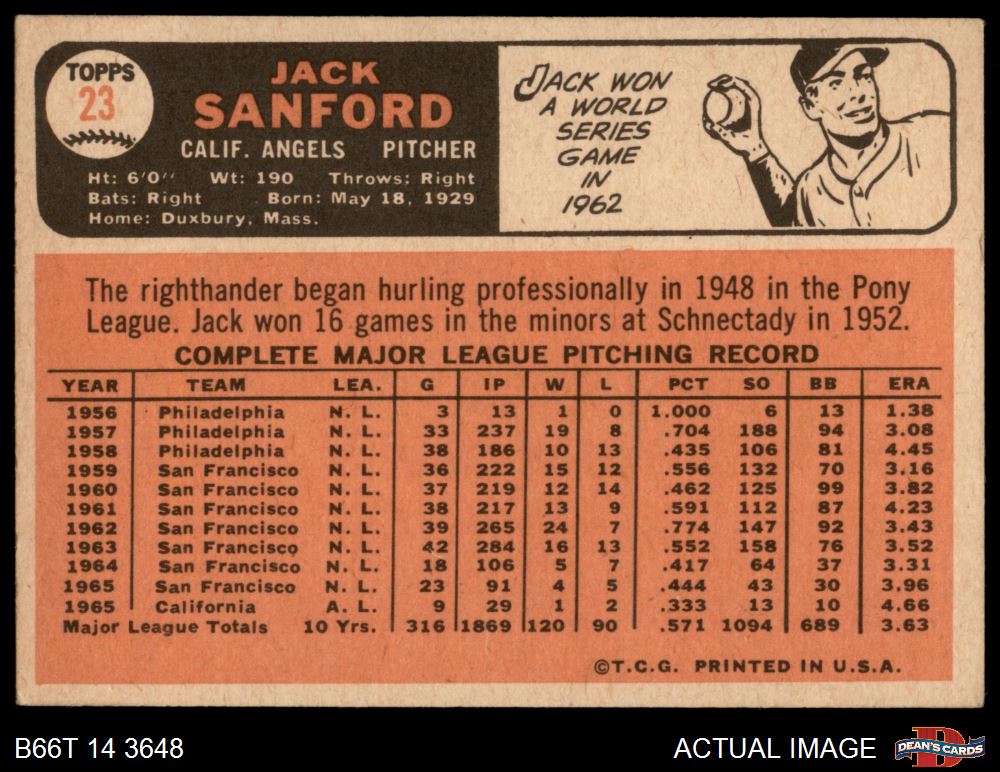 TOPPS
23
JACK
SANFORD
CALIF. ANGELS PITCHER
Ht: 6'0" Wt: 190 Throws: Right
Bats: Right Born: May 18, 1929
Home: Duxbury, Mass.
JACK WON
A WORLD
SERIES
GAME
IN
1962
The righthander began hurling professionally in 1948 in the Pony
League. Jack won 16 games in the minors at Schnectady in 1952.
COMPLETE MAJOR LEAGUE PITCHING RECORD
YEAR TEAM LEA. G IP W L PCT SO BB ERA
1956 Philadelphia N. L. 3 13 1 0 1.000 6 13 1.38
1957 Philadelphia N. L. 33 237 19 8 .704 188 94 3.08
1958 Philadelphia N. L. 38 186 10 13 .435 106 81 4.45
1959 San Francisco N. L. 36 222 15 12 .556 132 70 3.16
1960 San Francisco N. L. 37 219 12 14 .462 125 99 3.82
1961 San Francisco N. L. 38 217 13 9 .591 112 87 4.23
1962 San Francisco N. L. 39 265 24 7 .774 147 92 3.43
1963 San Francisco N. L. 42 284 16 13 .552 158 76 3.52
1964 San Francisco N. L. 18 106 5 7 .417 64 37 3.31
1965 San Francisco N. L. 23 91 4 5 .444 43 30 3.96
1965 California A. L. 9 29 1 2 .333 13 10 4.66
Major League Totals 10 Yrs. 316 1869 120 90 .571 1094 689 3.63
©T.C.G. PRINTED IN U.S.A.
B66T 14 3648
ACTUAL IMAGE
DEAN'S CARDS